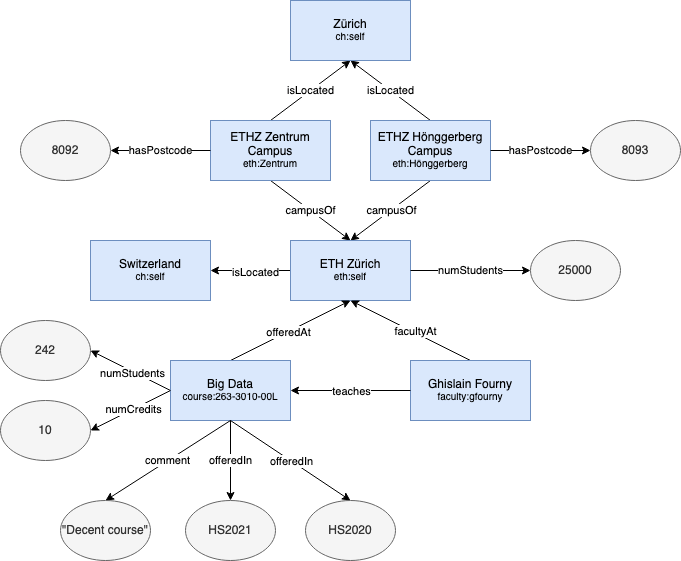 Zürich
ch:self
isLocated
isLocated
8092
hasPostcode
ETHZ Zentrum
Campus
eth:Zentrum
ETHZ Hönggerberg
Campus
eth:Hönggerberg
hasPostcode
8093
campusOf
campusOf
Switzerland
ch:self
isLocated
ETH Zürich
eth:self
numStudents
25000
offeredAt
facultyAt
242
numStudents
numCredits
10
Big Data
course:263-3010-00L
teaches
Ghislain Fourny
faculty:gfourny
comment
offeredIn
offeredIn
"Decent course"
HS2021
HS2020